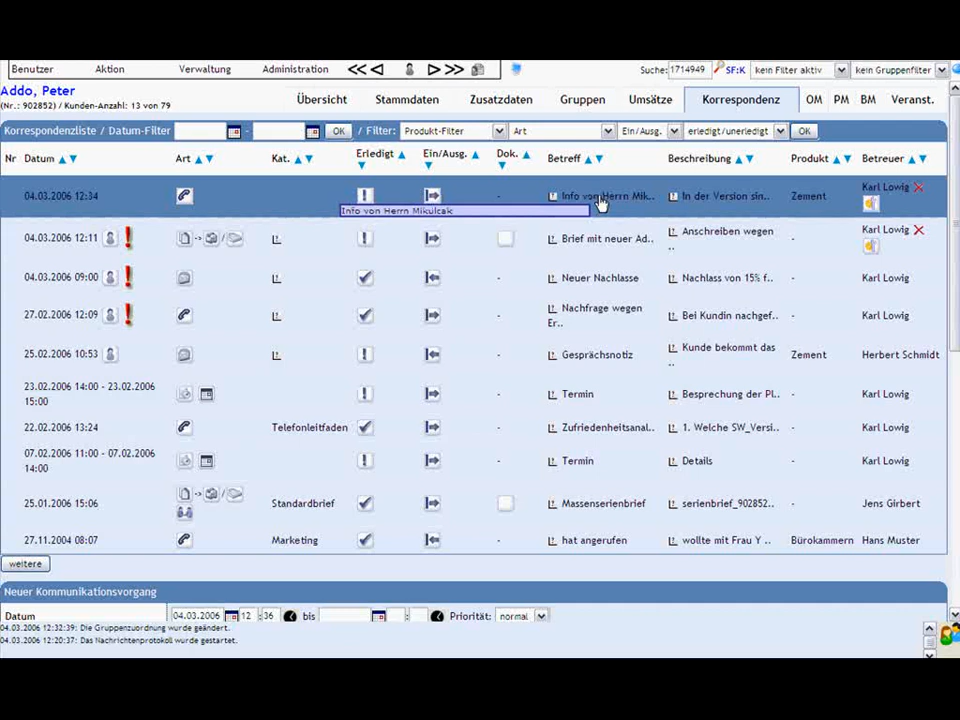 Benutzer Aktion Verwaltung Administration Suche: 1714949 SF:K kein Filter aktiv kein Gruppenfilter
Addo, Peter
(Nr.: 902852) / Kunden-Anzahl: 13 von 79
Übersicht Stammdaten Zusatzdaten Gruppen Umsätze Korrespondenz OM PM BM Veranst.
Korrespondenzliste / Datum-Filter - OK / Filter: Produkt-Filter Art Ein/Ausg. erledigt/unerledigt OK
Nr Datum Art Kat. Erledigt Ein/Ausg. Dok. Betreff Beschreibung Produkt Betreuer
04.03.2006 12:34 - Info von Herrn Mik.. In der Version sin.. Zement Karl Lowig
Info von Herrn Mikulcak
04.03.2006 12:11 Brief mit neuer Ad.. Anschreiben wegen .. - Karl Lowig
04.03.2006 09:00 - Neuer Nachlasse Nachlass von 15% f.. - Karl Lowig
27.02.2006 12:09 - Nachfrage wegen Er.. Bei Kundin nachgef.. - Karl Lowig
25.02.2006 10:53 - Gesprächsnotiz Kunde bekommt das .. Zement Herbert Schmidt
23.02.2006 14:00 - 23.02.2006 15:00 - Termin Besprechung der Pl.. - Karl Lowig
22.02.2006 13:24 Telefonleitfaden - Zufriedenheitsanal.. 1. Welche SW_Versi.. - Karl Lowig
07.02.2006 11:00 - 07.02.2006 14:00 - Termin Details - Karl Lowig
25.01.2006 15:06 Standardbrief Massenserienbrief serienbrief_902852.. - Jens Girbert
27.11.2004 08:07 Marketing - hat angerufen wollte mit Frau Y .. Bürokammern Hans Muster
weitere
Neuer Kommunikationsvorgang
Datum 04.03.2006 12 : 36 bis : Priorität: normal
04.03.2006 12:32:39: Die Gruppenzuordnung wurde geändert.
04.03.2006 12:20:37: Das Nachrichtenprotokoll wurde gestartet.